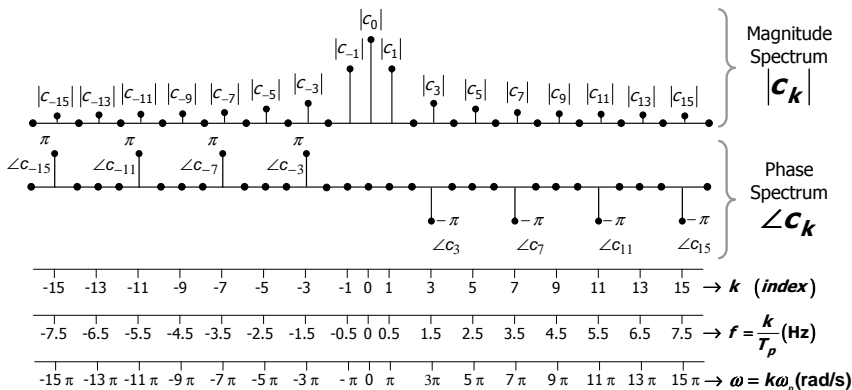 |c₀|
|c₋₁| |c₁|
|c₋₁₅| |c₋₁₃| |c₋₁₁| |c₋₉| |c₋₇| |c₋₅| |c₋₃| |c₃| |c₅| |c₇| |c₉| |c₁₁| |c₁₃| |c₁₅|
Magnitude
Spectrum
|cₖ|
π π π π
∠c₋₁₅ ∠c₋₁₁ ∠c₋₇ ∠c₋₃
-π -π -π -π
∠c₃ ∠c₇ ∠c₁₁ ∠c₁₅
Phase
Spectrum
∠cₖ
-15 -13 -11 -9 -7 -5 -3 -1 0 1 3 5 7 9 11 13 15 → k (index)
-7.5 -6.5 -5.5 -4.5 -3.5 -2.5 -1.5 -0.5 0 0.5 1.5 2.5 3.5 4.5 5.5 6.5 7.5 → f = k/Tₚ (Hz)
-15π -13π -11π -9π -7π -5π -3π -π 0 π 3π 5π 7π 9π 11π 13π 15π → ω = kωₚ(rad/s)